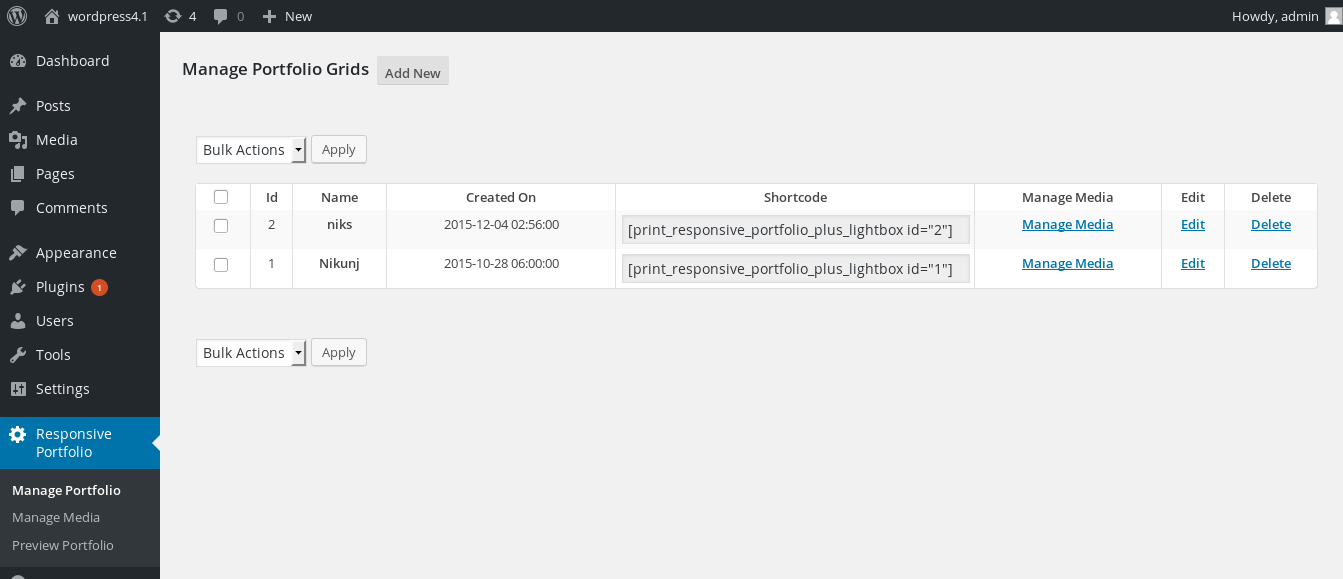 wordpress4.1 4 0 New Howdy, admin
Dashboard
Posts
Media
Pages
Comments
Appearance
Plugins 1
Users
Tools
Settings
Responsive
Portfolio
Manage Portfolio
Manage Media
Preview Portfolio
Manage Portfolio Grids Add New
Bulk Actions Apply
Id Name Created On Shortcode Manage Media Edit Delete
2 niks 2015-12-04 02:56:00 [print_responsive_portfolio_plus_lightbox id="2"] Manage Media Edit Delete
1 Nikunj 2015-10-28 06:00:00 [print_responsive_portfolio_plus_lightbox id="1"] Manage Media Edit Delete
Bulk Actions Apply